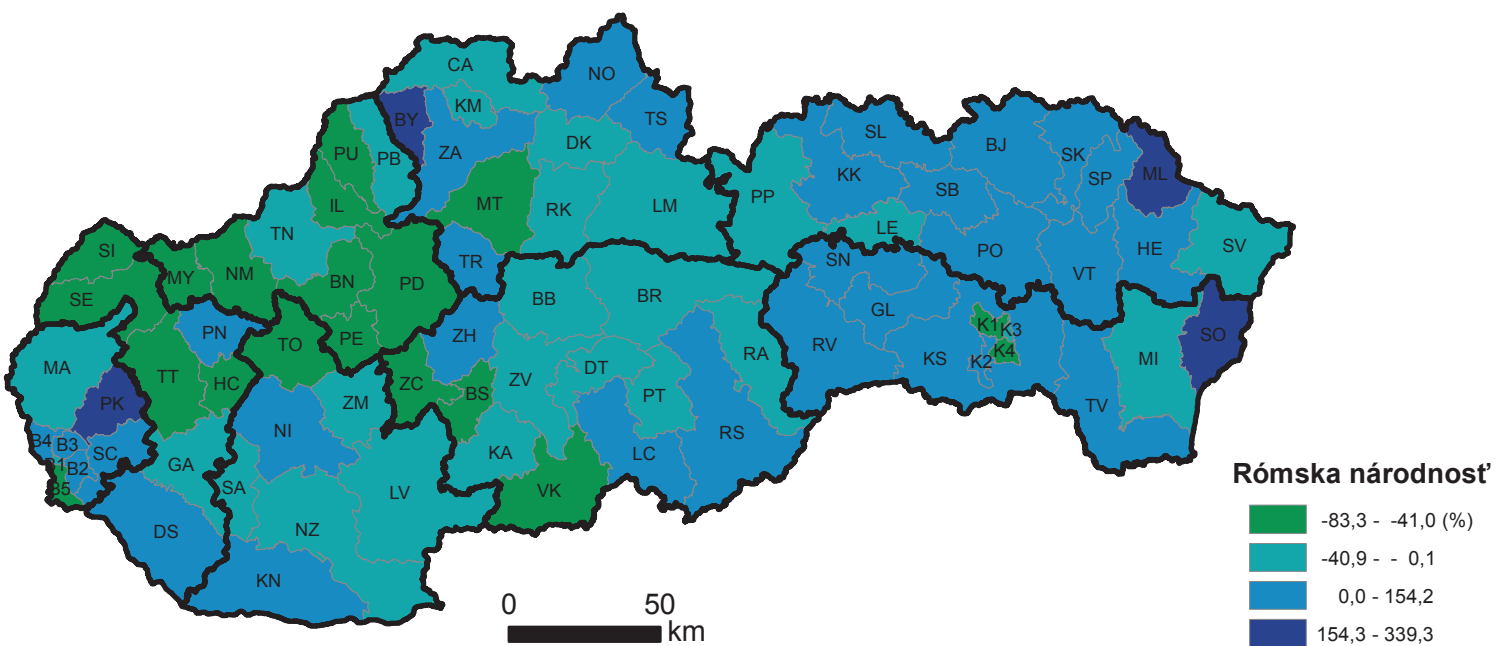 CA
NO
KM
BY
TS
ZA
DK
PU
PB
SL
BJ
SK
SP
ML
KK
SB
PP
MT
RK
LM
IL
LE
HE
SV
TN
PO
VT
SI
MY
NM
BN
PD
TR
SN
SE
BB
BR
GL
PN
TO
PE
ZH
RV
KS
K1
K3
K4
K2
SO
MA
TT
HC
ZC
BS
ZV
DT
RA
MI
PK
ZM
PT
TV
NI
RS
B4
B3
SC
KA
LC
B1
B2
GA
B5
SA
LV
VK
DS
NZ
KN
0 50
km
Rómska národnosť
-83,3 - -41,0 (%)
-40,9 - - 0,1
0,0 - 154,2
154,3 - 339,3